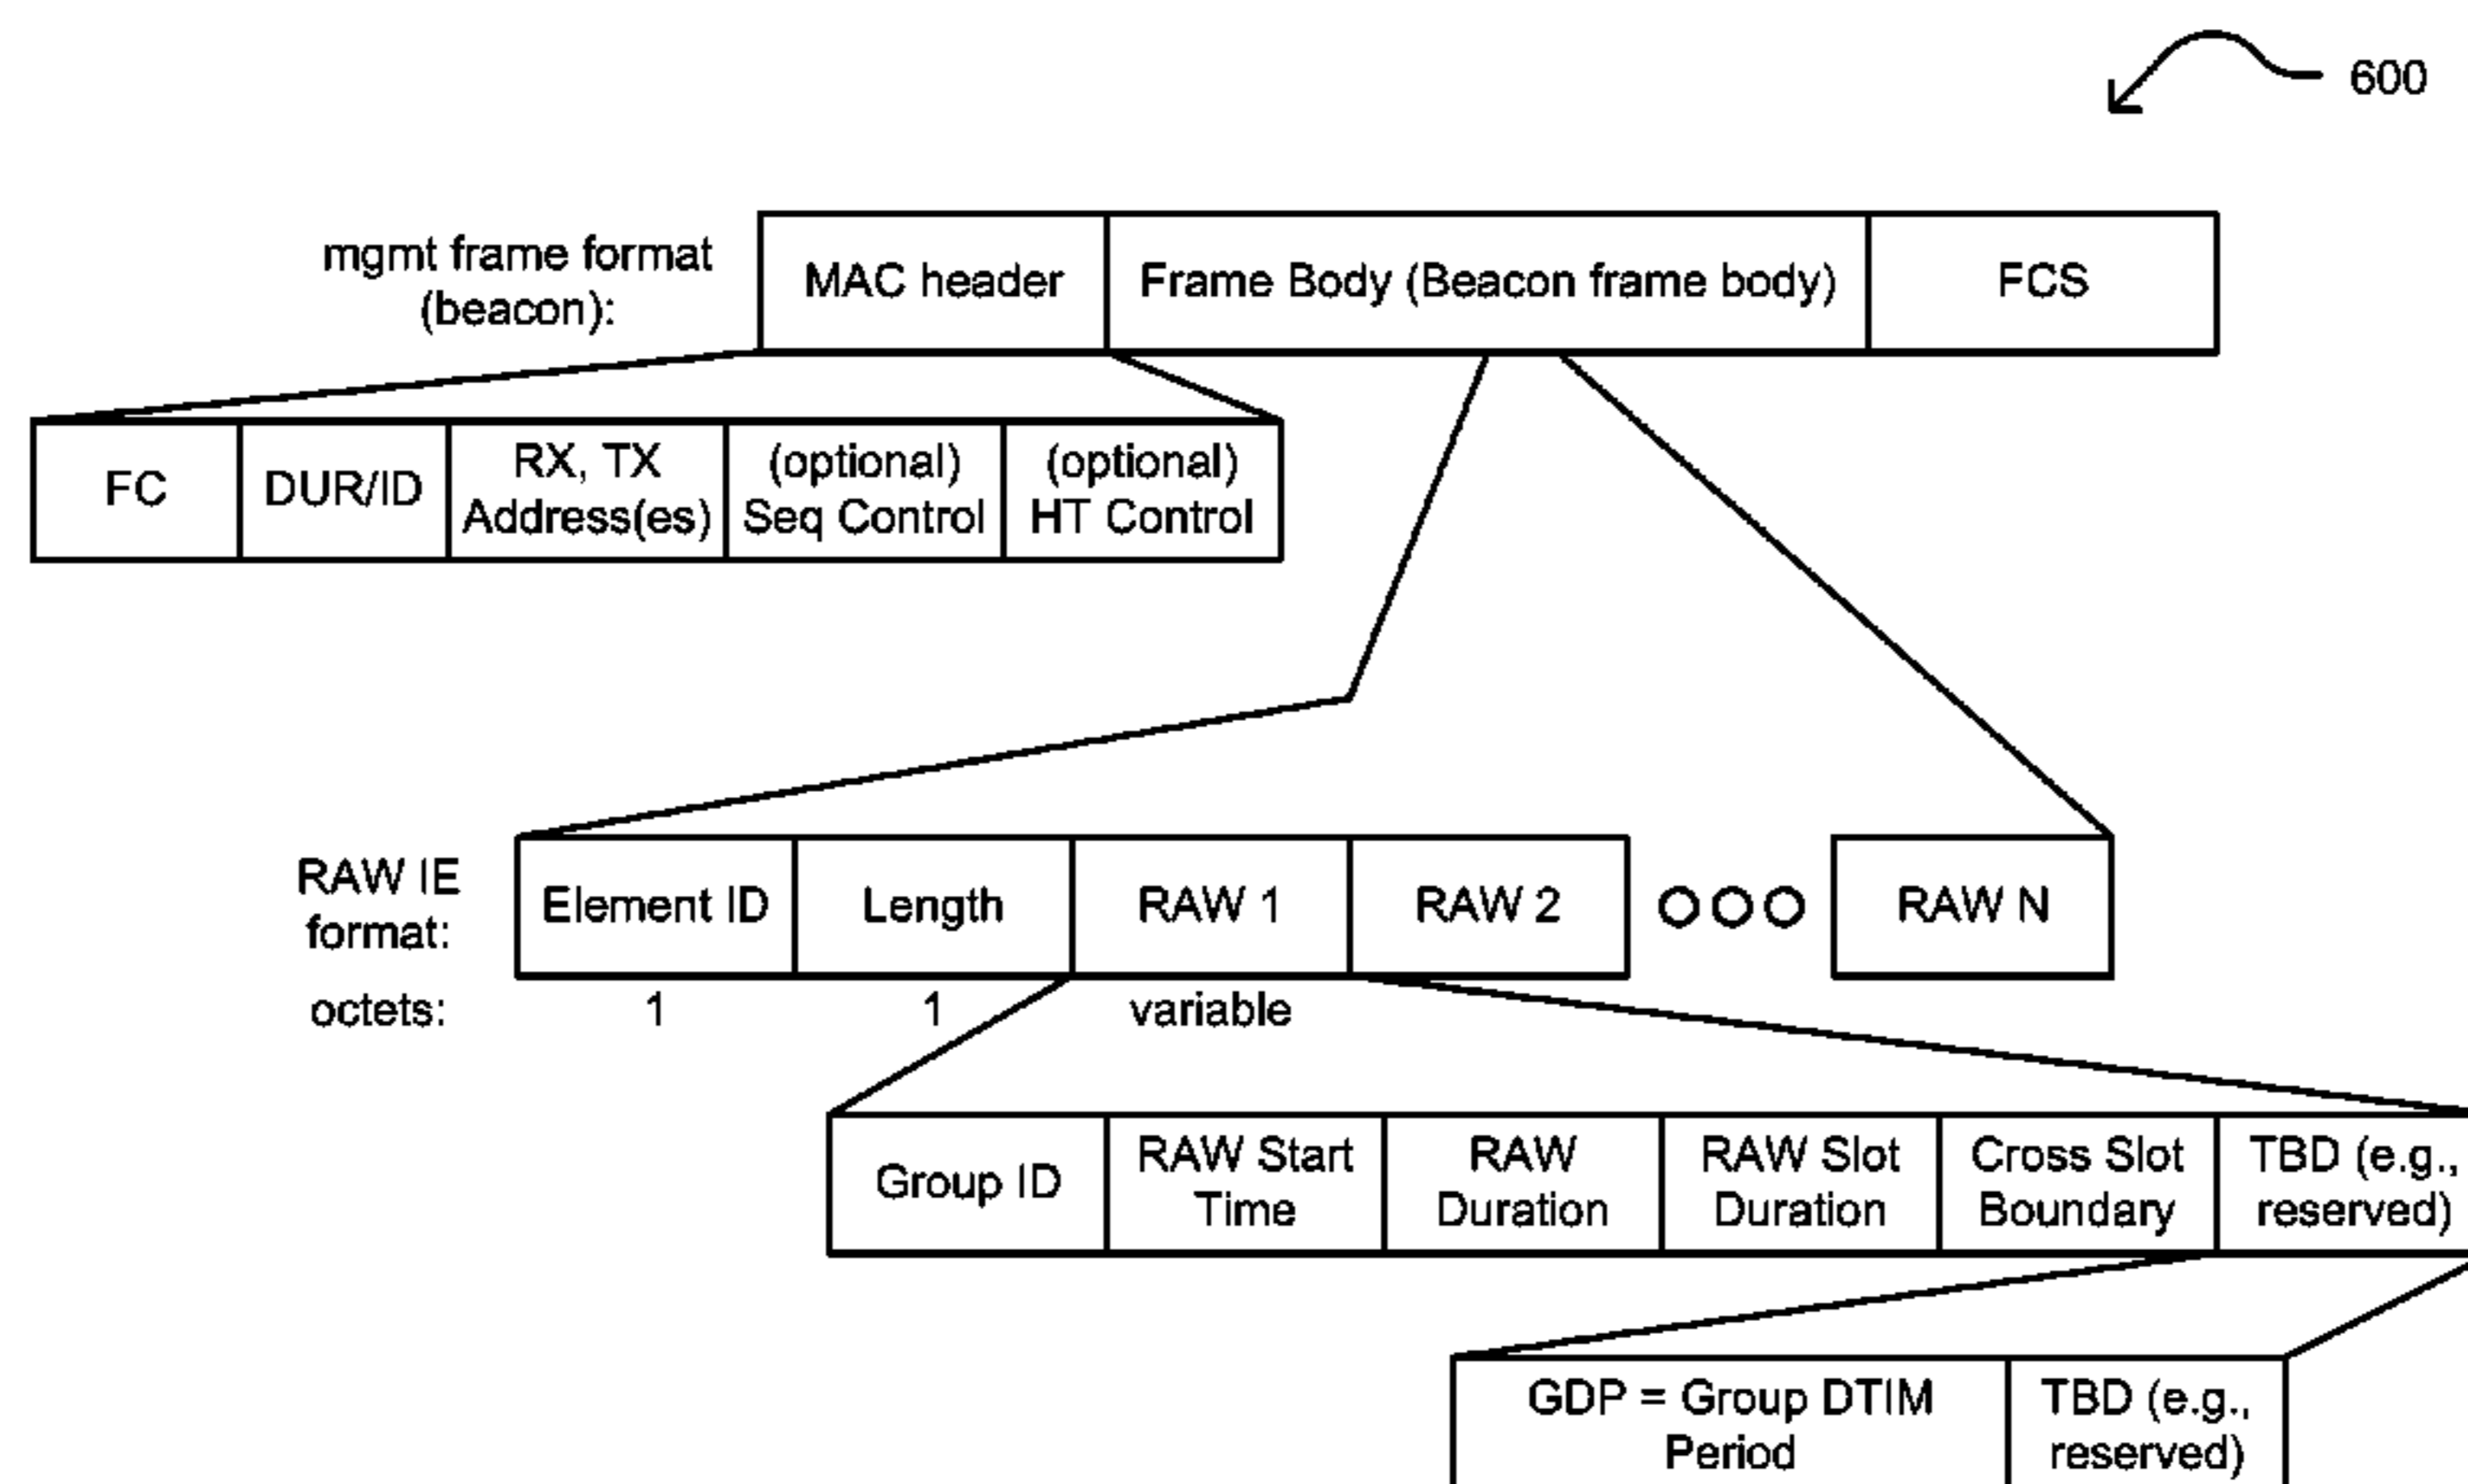 600
mgmt frame format
(beacon):
MAC header
Frame Body (Beacon frame body)
FCS
FC
DUR/ID
RX, TX
Address(es)
(optional)
Seq Control
(optional)
HT Control
RAW IE
format:
Element ID
Length
RAW 1
RAW 2
RAW N
octets:
1
1
variable
Group ID
RAW Start
Time
RAW
Duration
RAW Slot
Duration
Cross Slot
Boundary
TBD (e.g.,
reserved)
GDP = Group DTIM
Period
TBD (e.g.,
reserved)